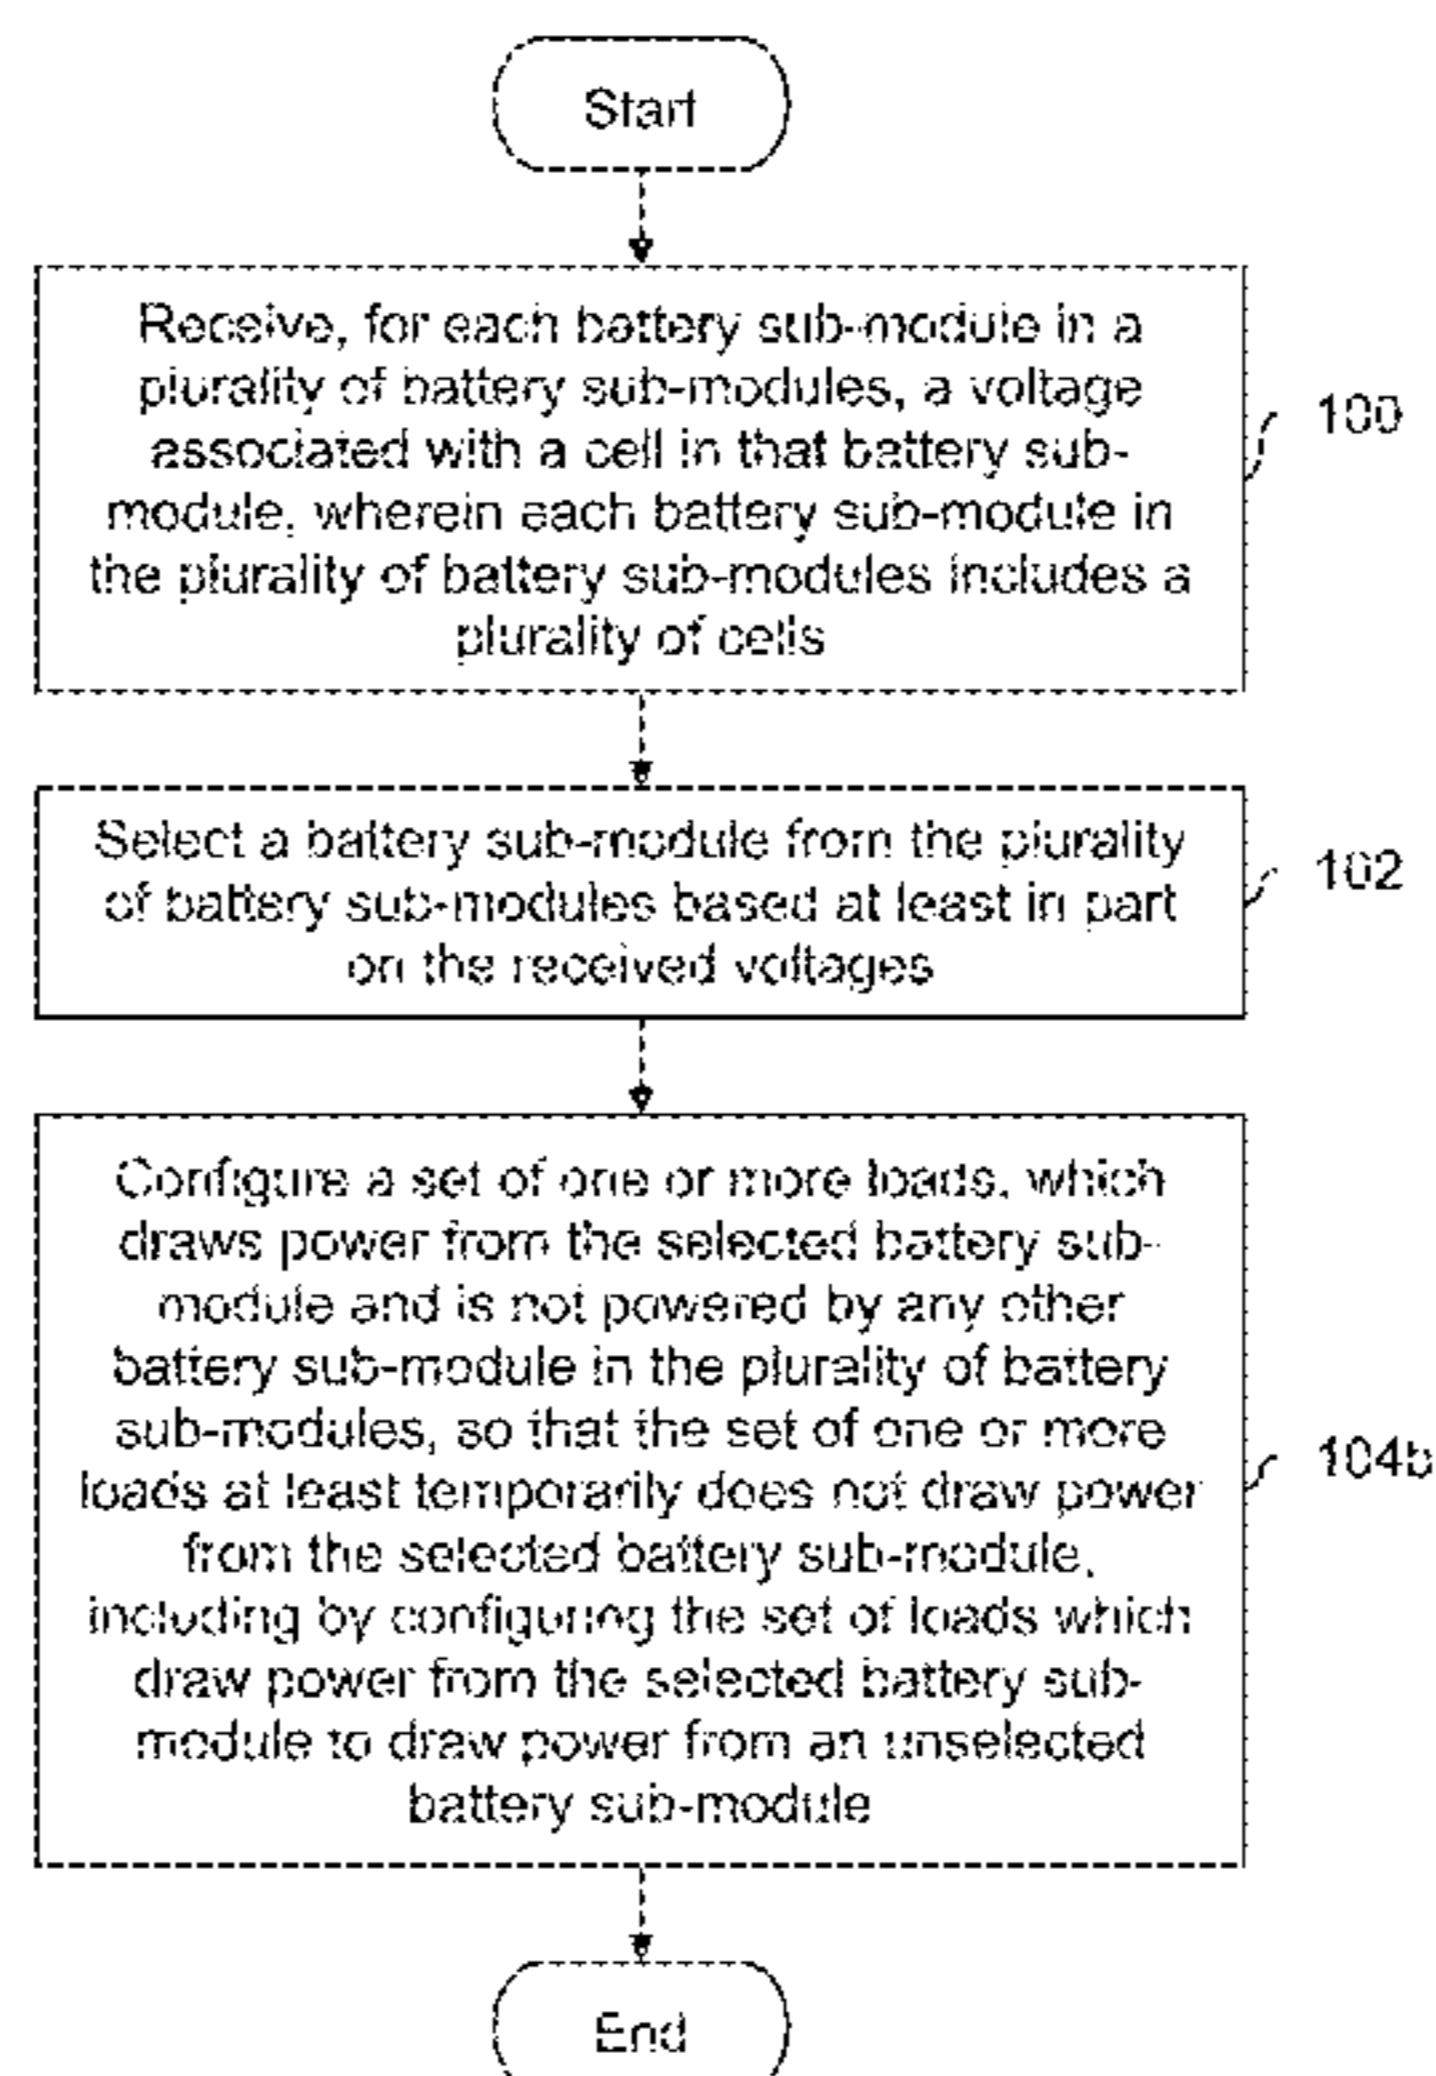 Start
Receive, for each battery sub-module in a
plurality of battery sub-modules, a voltage
associated with a cell in that battery sub-
module, wherein each battery sub-module in
the plurality of battery sub-modules includes a
plurality of cells
100
Select a battery sub-module from the plurality
of battery sub-modules based at least in part
on the received voltages
102
Configure a set of one or more loads, which
draws power from the selected battery sub-
module and is not powered by any other
battery sub-module in the plurality of battery
sub-modules, so that the set of one or more
loads at least temporarily does not draw power
from the selected battery sub-module,
including by configuring the set of loads which
draw power from the selected battery sub-
module to draw power from an unselected
battery sub-module
104b
End